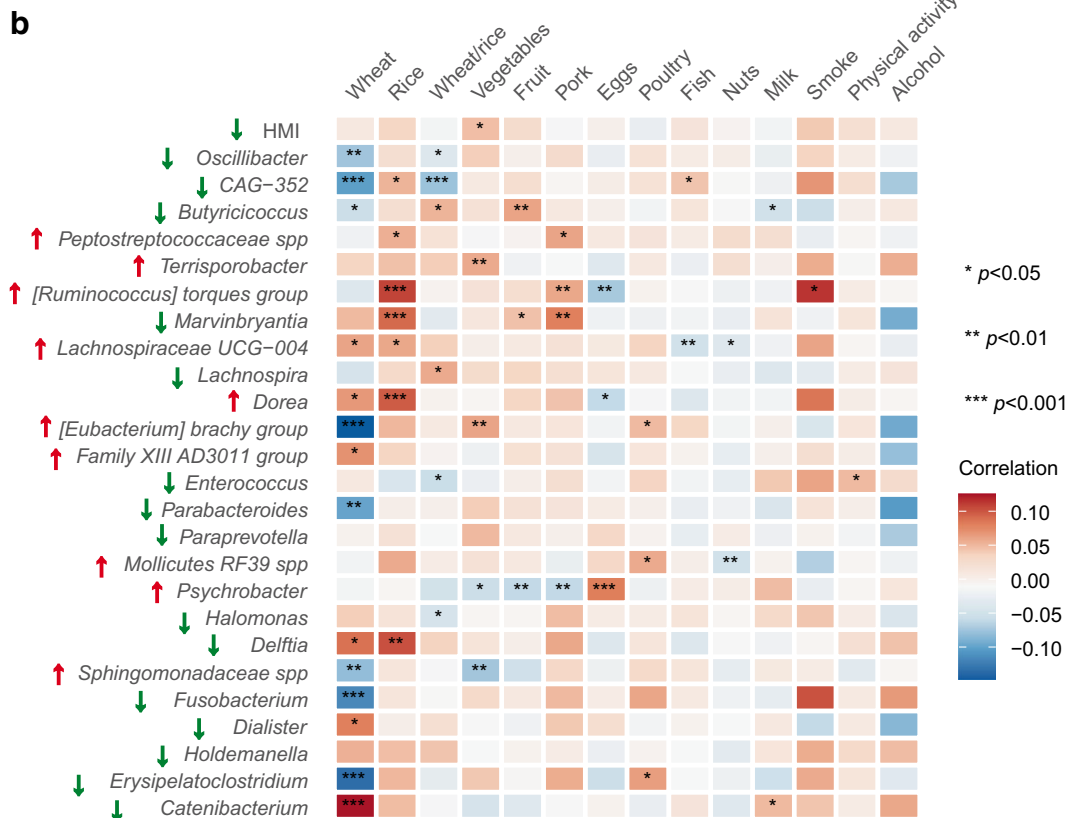 b
Wheat
Rice
Wheat/rice
Vegetables
Fruit
Pork
Eggs
Poultry
Fish
Nuts
Milk
Smoke
Physical activity
Alcohol
HMI *
Oscillibacter ** *
CAG−352 *** * *** *
Butyricicoccus * * ** *
Peptostreptococcaceae spp * *
Terrisporobacter **
[Ruminococcus] torques group *** ** ** *
Marvinbryantia *** * **
Lachnospiraceae UCG−004 * * ** *
Lachnospira *
Dorea * *** *
[Eubacterium] brachy group *** ** *
Family XIII AD3011 group *
Enterococcus * *
Parabacteroides **
Paraprevotella
Mollicutes RF39 spp * **
Psychrobacter * ** ** ***
Halomonas *
Delftia * **
Sphingomonadaceae spp ** **
Fusobacterium ***
Dialister *
Holdemanella
Erysipelatoclostridium *** *
Catenibacterium *** *
* p<0.05
** p<0.01
*** p<0.001
Correlation
0.10
0.05
0.00
−0.05
−0.10